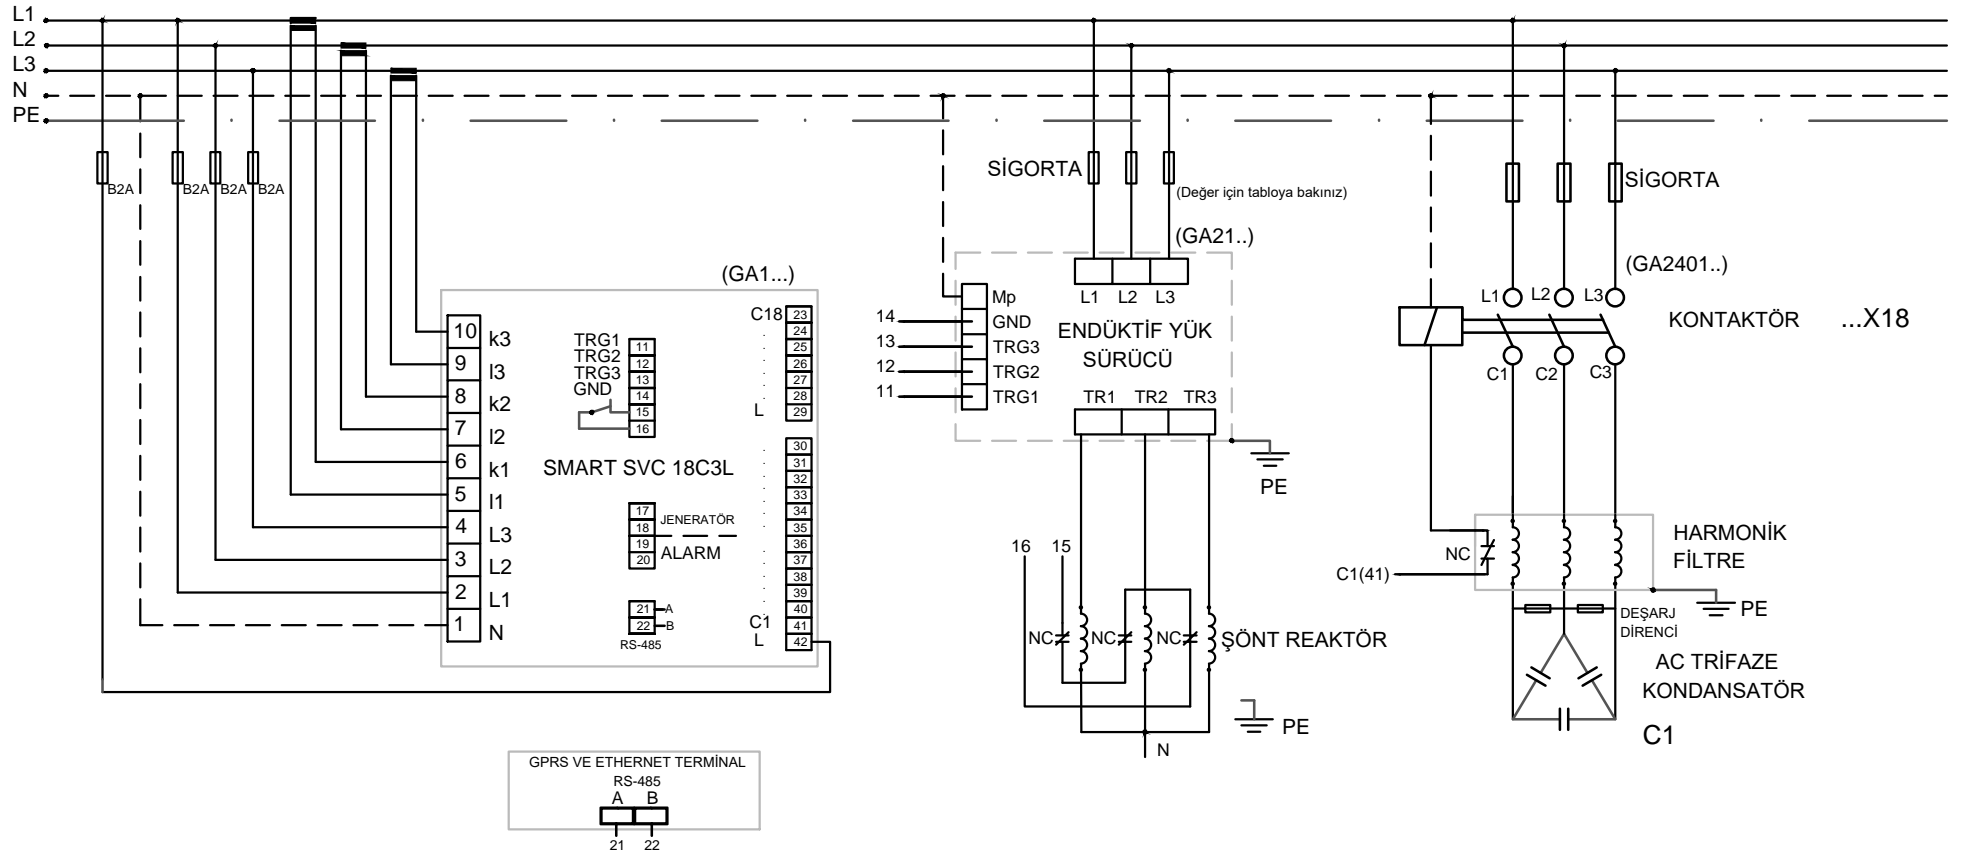 L1
L2
L3
N
PE
B2A
B2A
B2A
B2A
(GA1...)
10 k3
9 l3
8 k2
7 l2
6 k1
5 l1
4 L3
3 L2
2 L1
1 N
TRG1 11
TRG2 12
TRG3 13
GND 14
15
16
SMART SVC 18C3L
17
18
JENERATÖR
19
20
ALARM
21 A
22 B
RS-485
C18 23
24
25
26
27
28
L 29
30
31
32
33
34
35
36
37
38
39
40
C1 41
L 42
GPRS VE ETHERNET TERMİNAL
RS-485
A B
21 22
SİGORTA
(Değer için tabloya bakınız)
(GA21..)
L1 L2 L3
Mp
14 GND
13 TRG3
12 TRG2
11 TRG1
ENDÜKTİF YÜK
SÜRÜCÜ
TR1 TR2 TR3
PE
16 15
NC NC NC
ŞÖNT REAKTÖR
PE
N
SİGORTA
(GA2401..)
L1 L2 L3
KONTAKTÖR ...X18
C1 C2 C3
NC
C1(41)
HARMONİK
FİLTRE
PE
DEŞARJ
DİRENCİ
AC TRİFAZE
KONDANSATÖR
C1